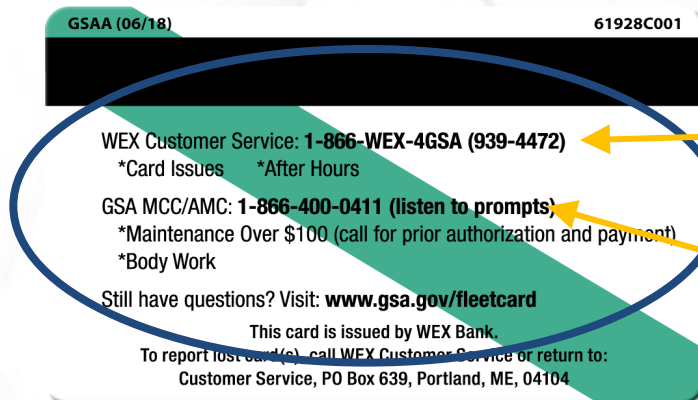 GSAA (06/18) 61928C001
WEX Customer Service: 1-866-WEX-4GSA (939-4472)
*Card Issues *After Hours
GSA MCC/AMC: 1-866-400-0411 (listen to prompts)
*Maintenance Over $100 (call for prior authorization and payment)
*Body Work
Still have questions? Visit: www.gsa.gov/fleetcard
This card is issued by WEX Bank.
To report lost card(s), call WEX Customer Service or return to:
Customer Service, PO Box 639, Portland, ME, 04104